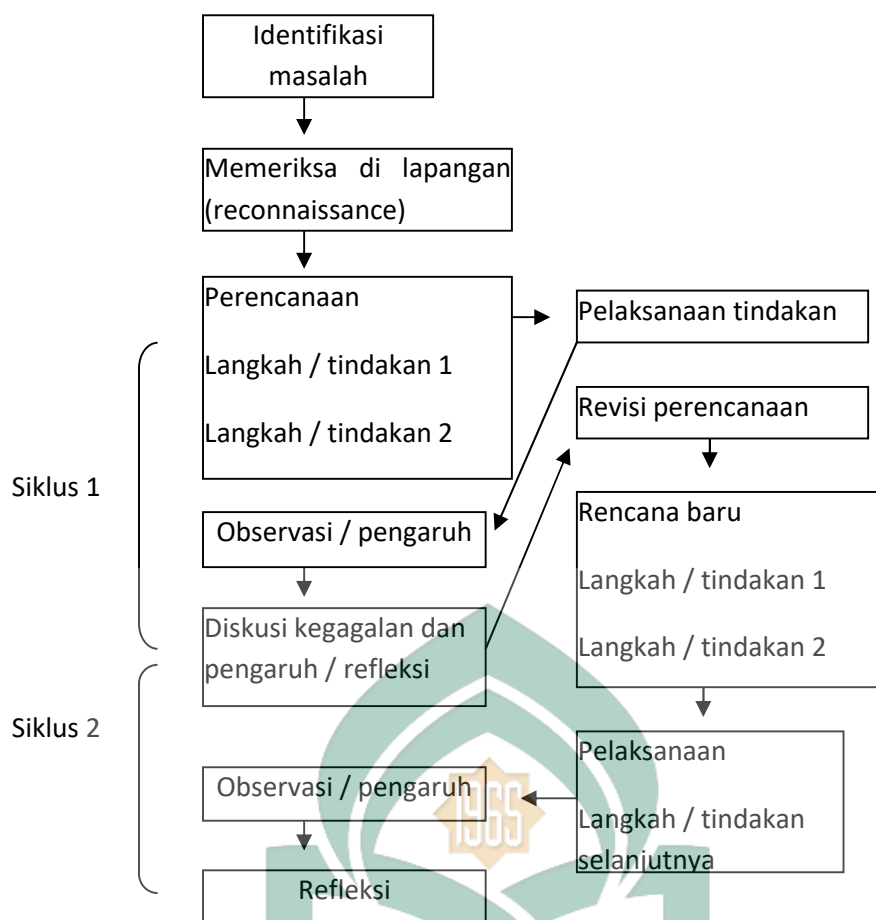 Identifikasi
masalah
Memeriksa di lapangan
(reconnaissance)
Perencanaan
Langkah / tindakan 1
Langkah / tindakan 2
Pelaksanaan tindakan
Siklus 1
Observasi / pengaruh
Diskusi kegagalan dan
pengaruh / refleksi
Revisi perencanaan
Rencana baru
Langkah / tindakan 1
Langkah / tindakan 2
Siklus 2
Pelaksanaan
Langkah / tindakan
selanjutnya
Observasi / pengaruh
Refleksi
1965